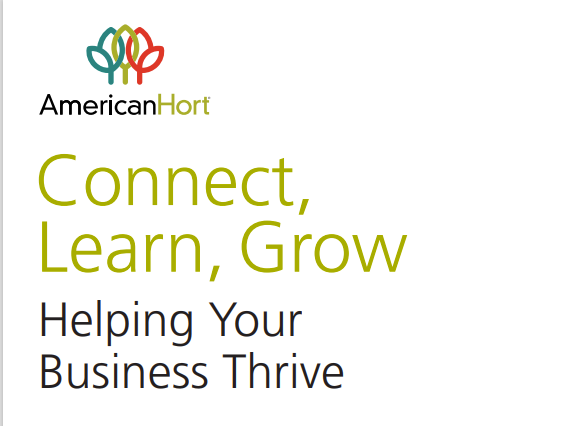 AmericanHort
Connect,
Learn, Grow
Helping Your
Business Thrive